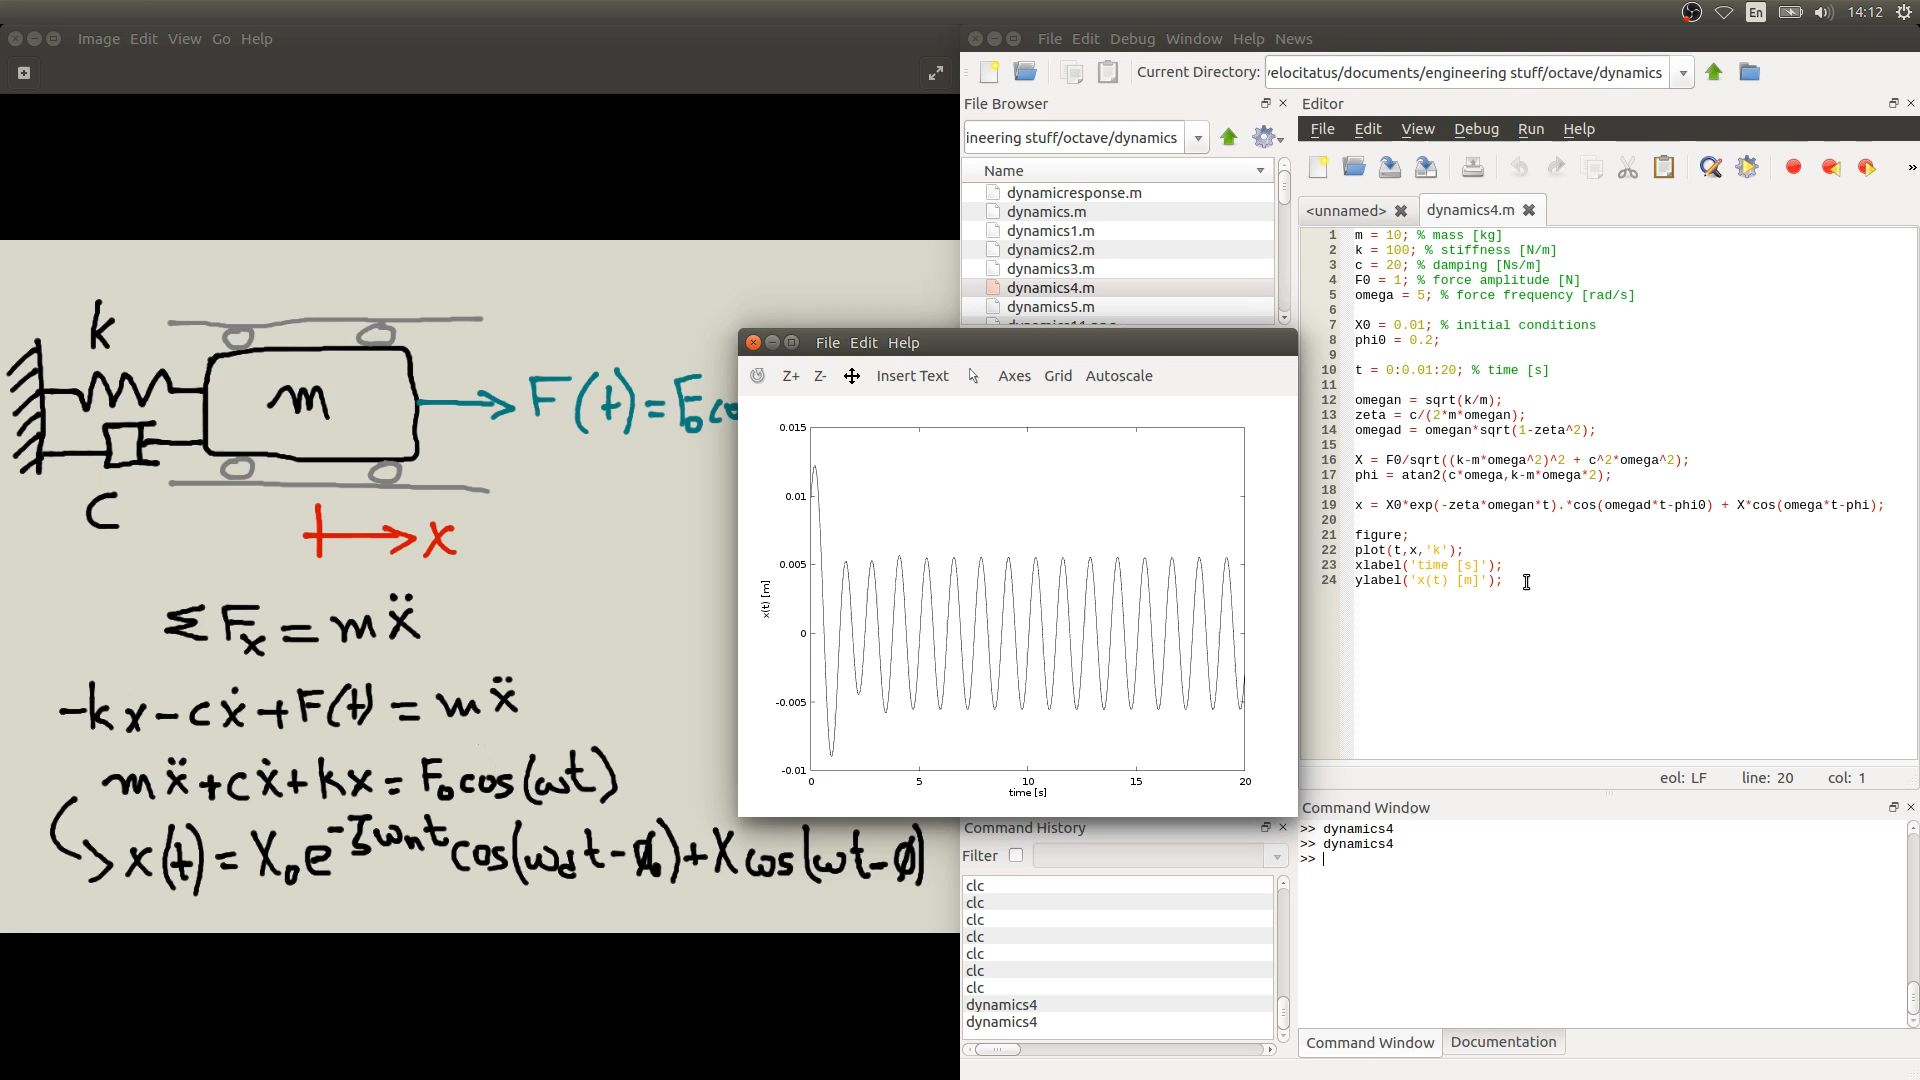 En 14:12
Image Edit View Go Help
File Edit Debug Window Help News
Current Directory: velocitatus/documents/engineering stuff/octave/dynamics
File Browser
ineering stuff/octave/dynamics
Name
dynamicresponse.m
dynamics.m
dynamics1.m
dynamics2.m
dynamics3.m
dynamics4.m
dynamics5.m
Editor
File Edit View Debug Run Help
<unnamed> dynamics4.m
1 m = 10; % mass [kg]
2 k = 100; % stiffness [N/m]
3 c = 20; % damping [Ns/m]
4 F0 = 1; % force amplitude [N]
5 omega = 5; % force frequency [rad/s]
6
7 X0 = 0.01; % initial conditions
8 phi0 = 0.2;
9
10 t = 0:0.01:20; % time [s]
11
12 omegan = sqrt(k/m);
13 zeta = c/(2*m*omegan);
14 omegad = omegan*sqrt(1-zeta^2);
15
16 X = F0/sqrt((k-m*omega^2)^2 + c^2*omega^2);
17 phi = atan2(c*omega,k-m*omega*2);
18
19 x = X0*exp(-zeta*omegan*t).*cos(omegad*t-phi0) + X*cos(omega*t-phi);
20
21 figure;
22 plot(t,x,'k');
23 xlabel('time [s]');
24 ylabel('x(t) [m]');
eol: LF line: 20 col: 1
Command Window
>> dynamics4
>> dynamics4
>>
Command Window Documentation
File Edit Help
Z+ Z- Insert Text Axes Grid Autoscale
0.015
0.01
0.005
0
-0.005
-0.01
x(t) [m]
0 5 10 15 20
time [s]
Command History
Filter
clc
clc
clc
clc
clc
clc
clc
dynamics4
dynamics4
k
m
F(t)=F₀co
c
x
ΣFₓ = mẍ
-kx-cẋ+F(t) = mẍ
mẍ+cẋ+kx = F₀cos(ωt)
x(t) = X₀e^-ζωnt cos(ωdt-ϕ₀)+Xcos(ωt-ϕ)